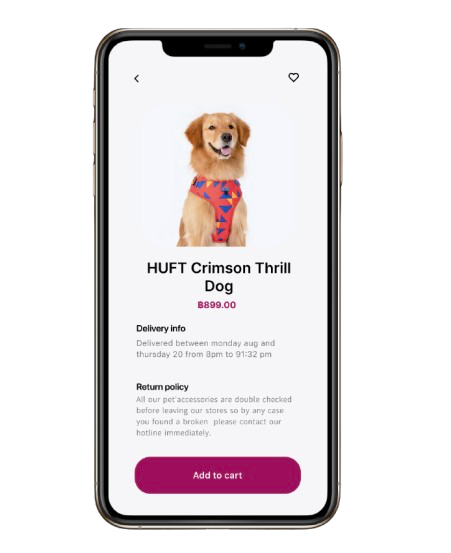 HUFT Crimson Thrill
Dog
฿899.00
Delivery info
Delivered between monday aug and
thursday 20 from 8pm to 91:32 pm
Return policy
All our pet'accessories are double checked
before leaving our stores so by any case
you found a broken please contact our
hotline immediately.
Add to cart